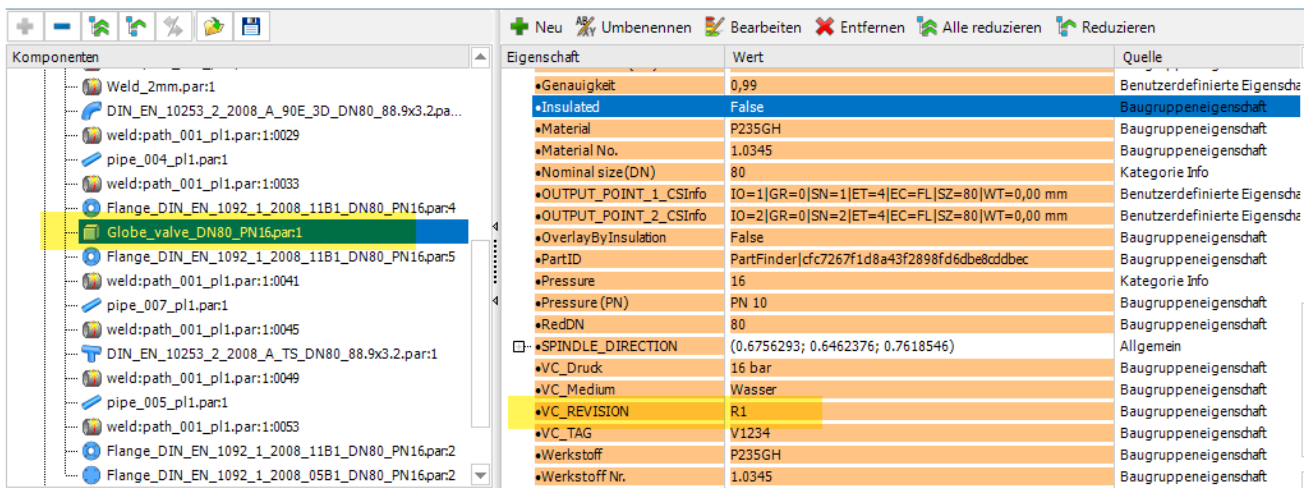 Neu Umbenennen Bearbeiten Entfernen Alle reduzieren Reduzieren
Komponenten
Weld_2mm.par:1
DIN_EN_10253_2_2008_A_90E_3D_DN80_88.9x3.2.pa...
weld:path_001_pl1.par:1:0029
pipe_004_pl1.par:1
weld:path_001_pl1.par:1:0033
Flange_DIN_EN_1092_1_2008_11B1_DN80_PN16.par:4
Globe_valve_DN80_PN16.par:1
Flange_DIN_EN_1092_1_2008_11B1_DN80_PN16.par:5
weld:path_001_pl1.par:1:0041
pipe_007_pl1.par:1
weld:path_001_pl1.par:1:0045
DIN_EN_10253_2_2008_A_TS_DN80_88.9x3.2.par:1
weld:path_001_pl1.par:1:0049
pipe_005_pl1.par:1
weld:path_001_pl1.par:1:0053
Flange_DIN_EN_1092_1_2008_11B1_DN80_PN16.par:2
Flange_DIN_EN_1092_1_2008_05B1_DN80_PN16.par:2
Eigenschaft Wert Quelle
•Genauigkeit 0,99 Benutzerdefinierte Eigenscha
•Insulated False Baugruppeneigenschaft
•Material P235GH Baugruppeneigenschaft
•Material No. 1.0345 Baugruppeneigenschaft
•Nominal size(DN) 80 Kategorie Info
•OUTPUT_POINT_1_CSInfo IO=1|GR=0|SN=1|ET=4|EC=FL|SZ=80|WT=0,00 mm Benutzerdefinierte Eigenscha
•OUTPUT_POINT_2_CSInfo IO=2|GR=0|SN=2|ET=4|EC=FL|SZ=80|WT=0,00 mm Benutzerdefinierte Eigenscha
•OverlayByInsulation False Baugruppeneigenschaft
•PartID PartFinder|cfc7267f1d8a43f2898fd6dbe8cddbec Baugruppeneigenschaft
•Pressure 16 Kategorie Info
•Pressure (PN) PN 10 Baugruppeneigenschaft
•RedDN 80 Baugruppeneigenschaft
•SPINDLE_DIRECTION (0.6756293; 0.6462376; 0.7618546) Allgemein
•VC_Druck 16 bar Baugruppeneigenschaft
•VC_Medium Wasser Baugruppeneigenschaft
•VC_REVISION R1 Baugruppeneigenschaft
•VC_TAG V1234 Baugruppeneigenschaft
•Werkstoff P235GH Baugruppeneigenschaft
•Werkstoff Nr. 1.0345 Baugruppeneigenschaft